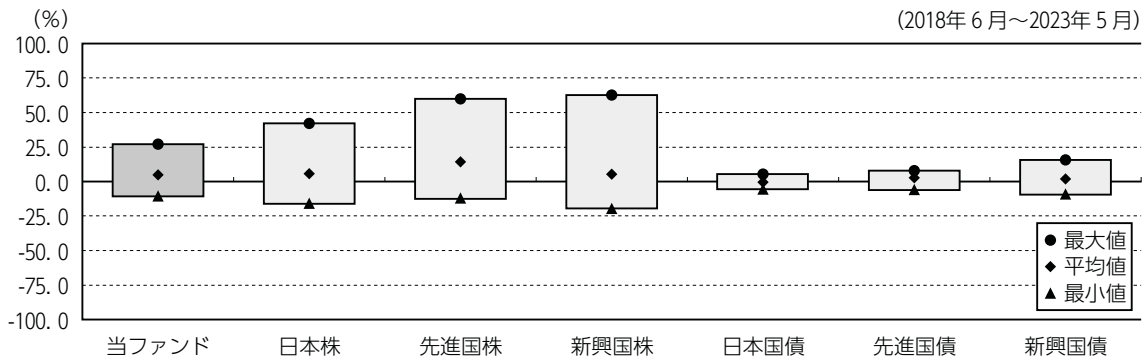 (%)
(2018年6月～2023年5月)
100.0
75.0
50.0
25.0
0.0
-25.0
-50.0
-75.0
-100.0
● 最大値
◆ 平均値
▲ 最小値
当ファンド 日本株 先進国株 新興国株 日本国債 先進国債 新興国債